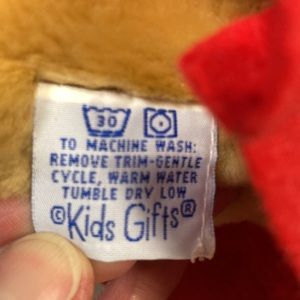 30
TO MACHINE WASH:
REMOVE TRIM-GENTLE
CYCLE, WARM WATER
TUMBLE DRY LOW
©Kids Gifts®